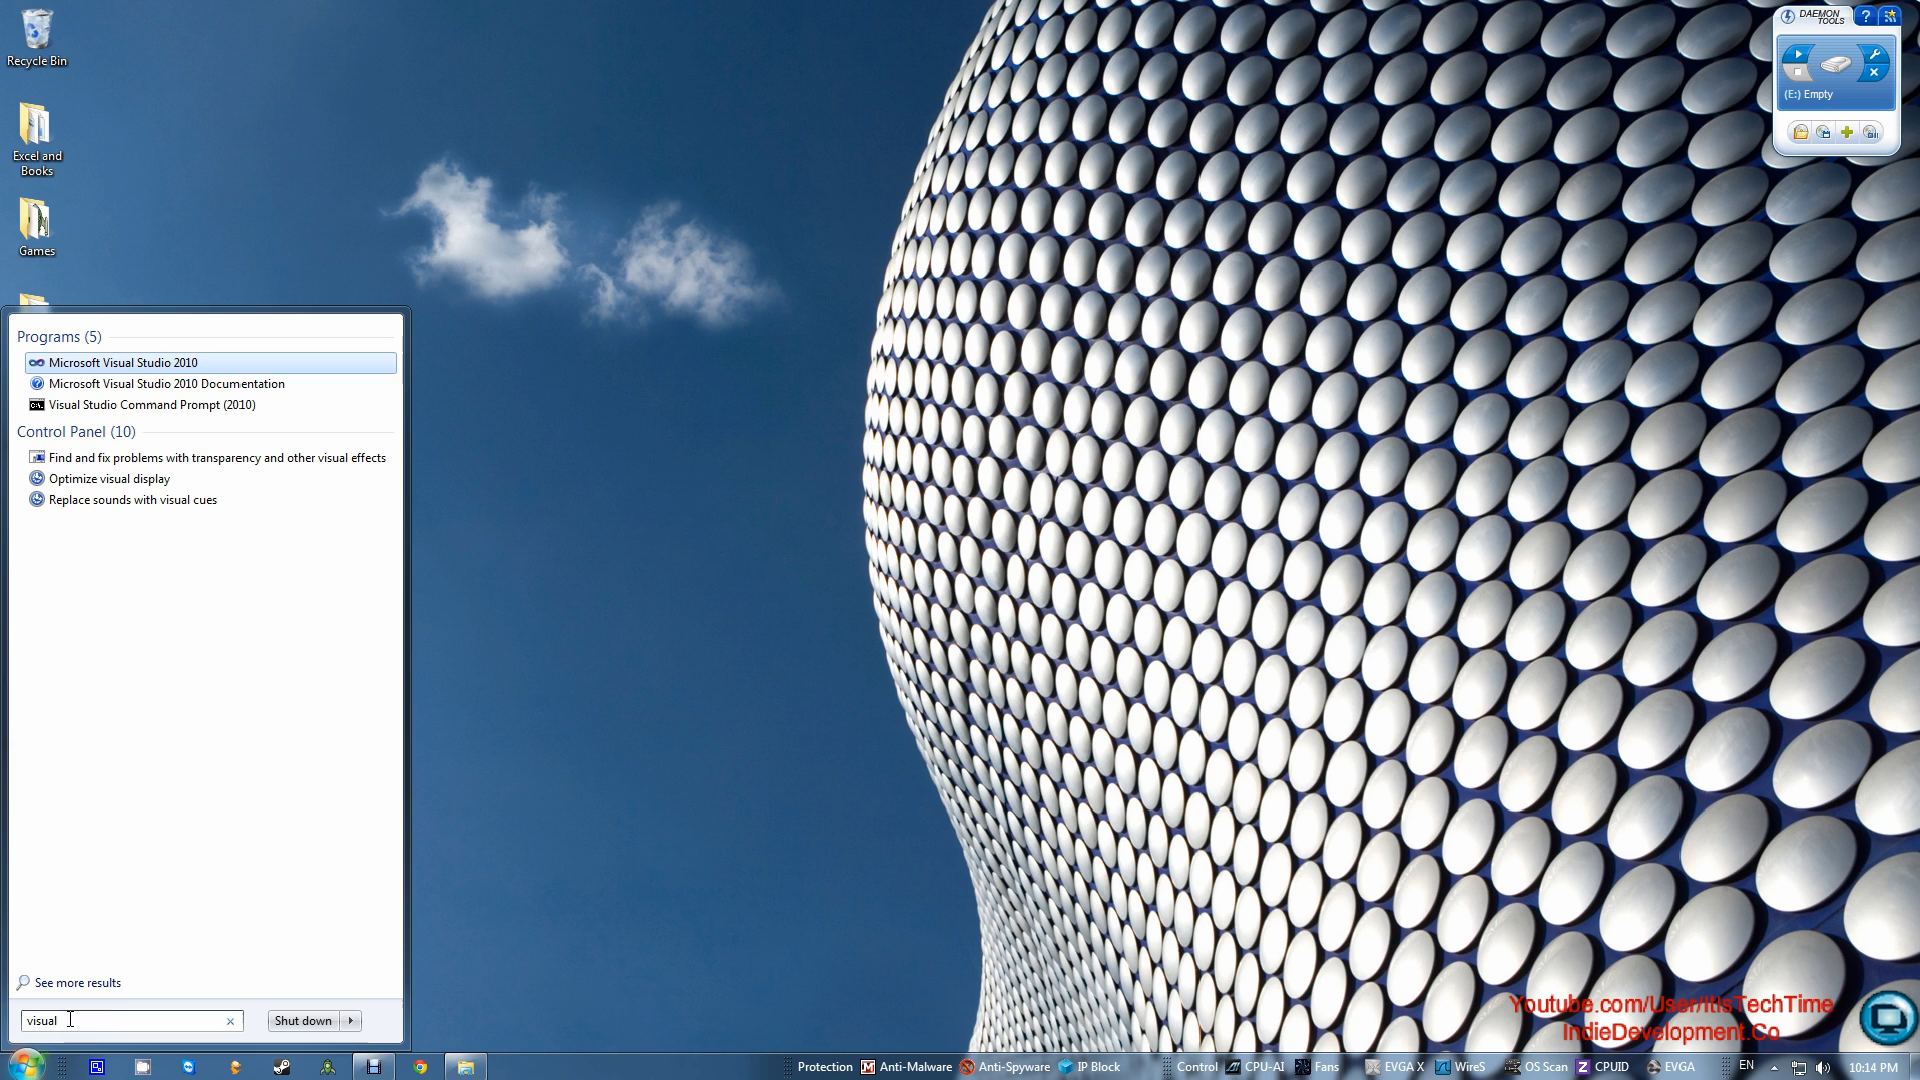 Recycle Bin
Excel and
Books
Games
DAEMON
TOOLS
?
(E:) Empty
Programs (5)
Microsoft Visual Studio 2010
Microsoft Visual Studio 2010 Documentation
Visual Studio Command Prompt (2010)
Control Panel (10)
Find and fix problems with transparency and other visual effects
Optimize visual display
Replace sounds with visual cues
See more results
visual
Shut down
Youtube.com/User/ItIsTechTime
IndieDevelopment.Co
Protection Anti-Malware Anti-Spyware IP Block Control CPU-AI Fans EVGA X WireS OS Scan CPUID EVGA EN 10:14 PM